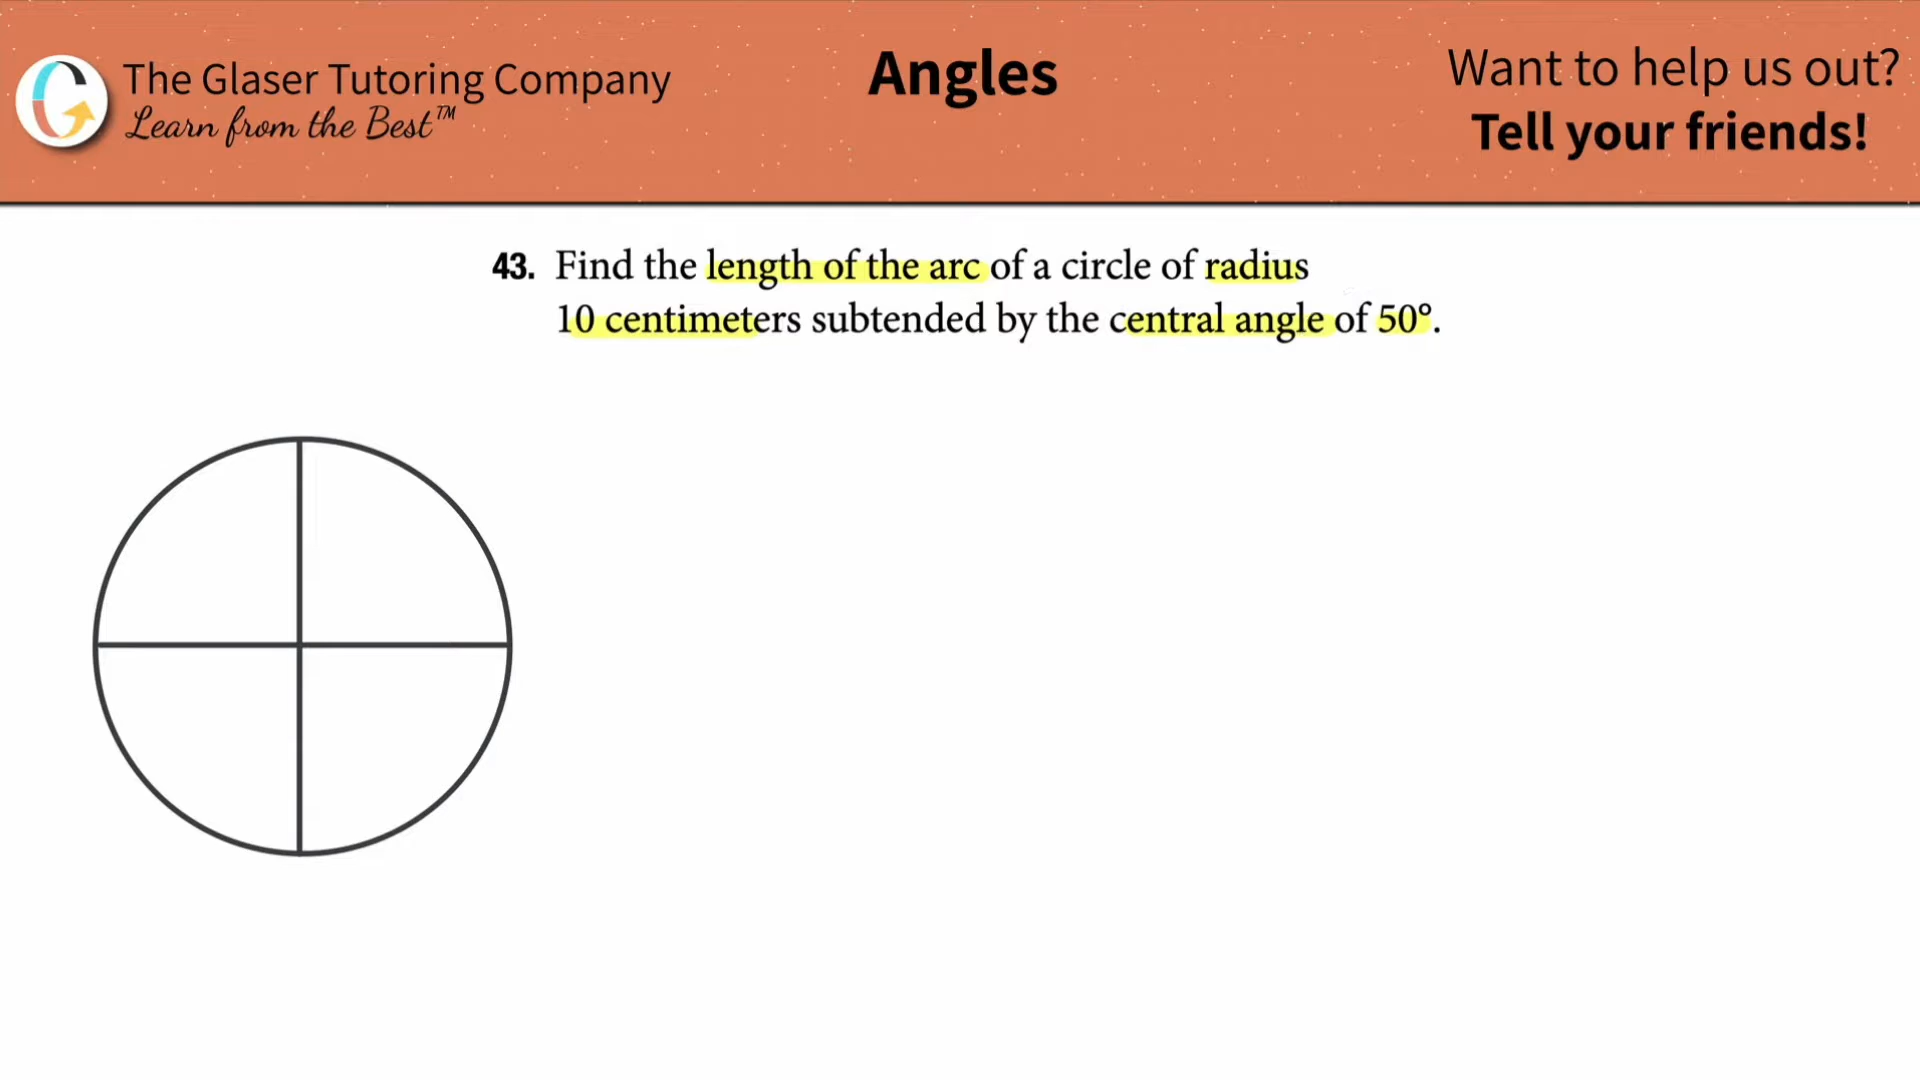 The Glaser Tutoring Company
Learn from the Best™
Angles
Want to help us out?
Tell your friends!
43. Find the length of the arc of a circle of radius
10 centimeters subtended by the central angle of 50°.